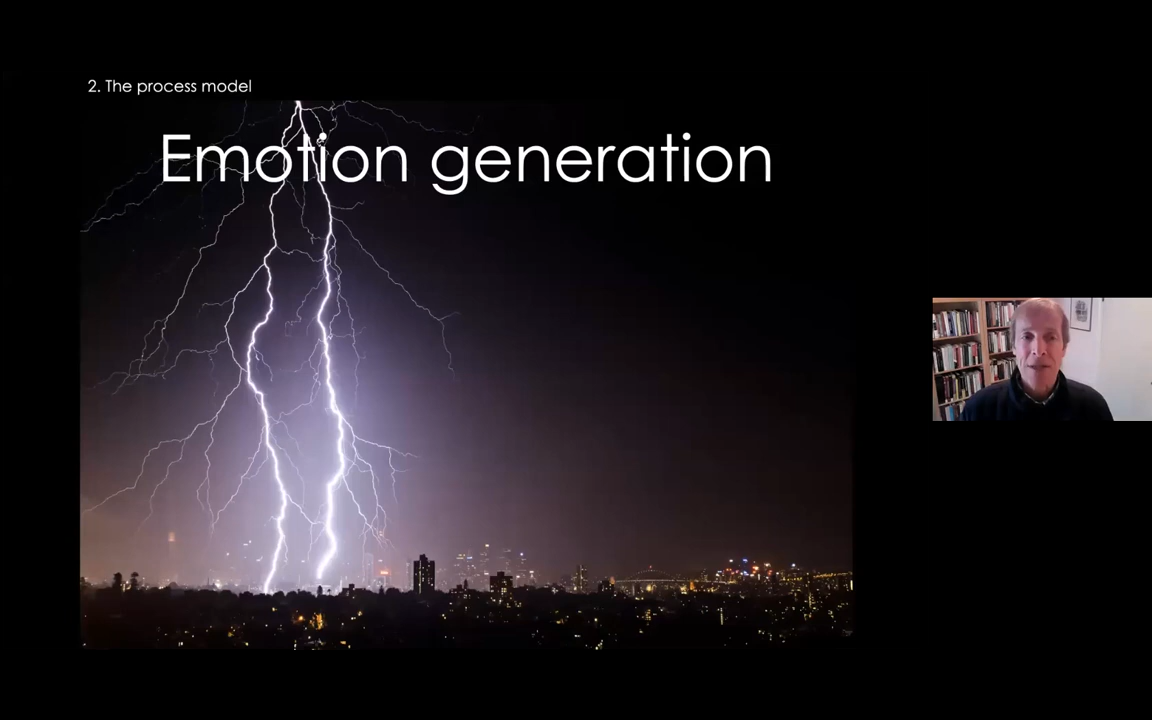 2. The process model
Emotion generation